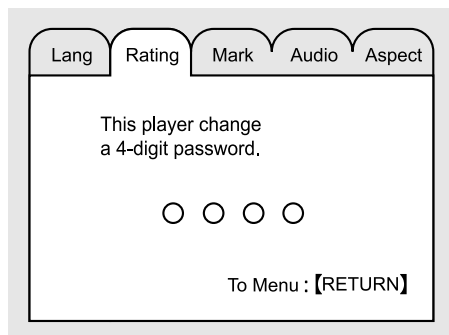 Lang Rating Mark Audio Aspect
This player change
a 4-digit password.
To Menu :【RETURN】